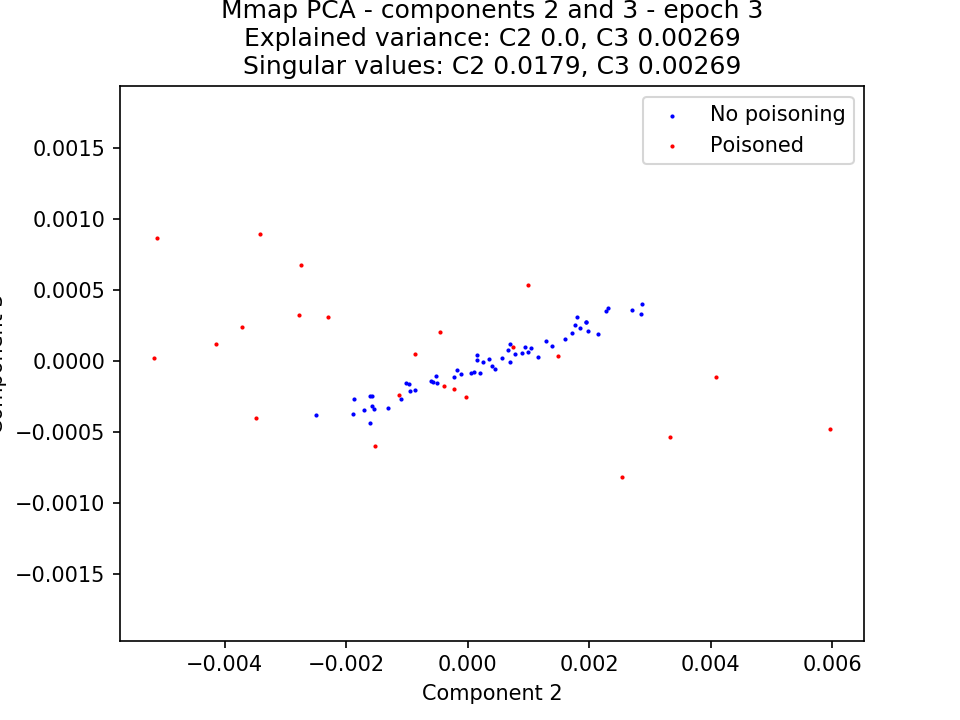 Mmap PCA - components 2 and 3 - epoch 3
Explained variance: C2 0.0, C3 0.00269
Singular values: C2 0.0179, C3 0.00269
No poisoning
Poisoned
0.0015
0.0010
0.0005
0.0000
−0.0005
−0.0010
−0.0015
−0.004
−0.002
0.000
0.002
0.004
0.006
Component 2